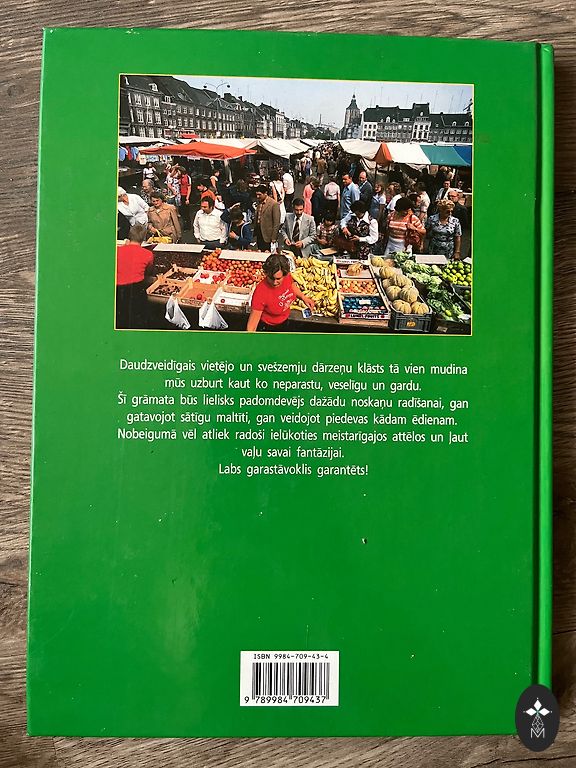 Daudzveidīgais vietējo un svešzemju dārzeņu klāsts tā vien mudina
mūs uzburt kaut ko neparastu, veselīgu un gardu.
Šī grāmata būs lielisks padomdevējs dažādu noskaņu radīšanai, gan
gatavojot sātīgu maltīti, gan veidojot piedevas kādam ēdienam.
Nobeigumā vēl atliek radoši ielūkoties meistarīgajos attēlos un ļaut
vaļu savai fantāzijai.
Labs garastāvoklis garantēts!
ISBN 9984-709-43-4
9 789984 709437
M